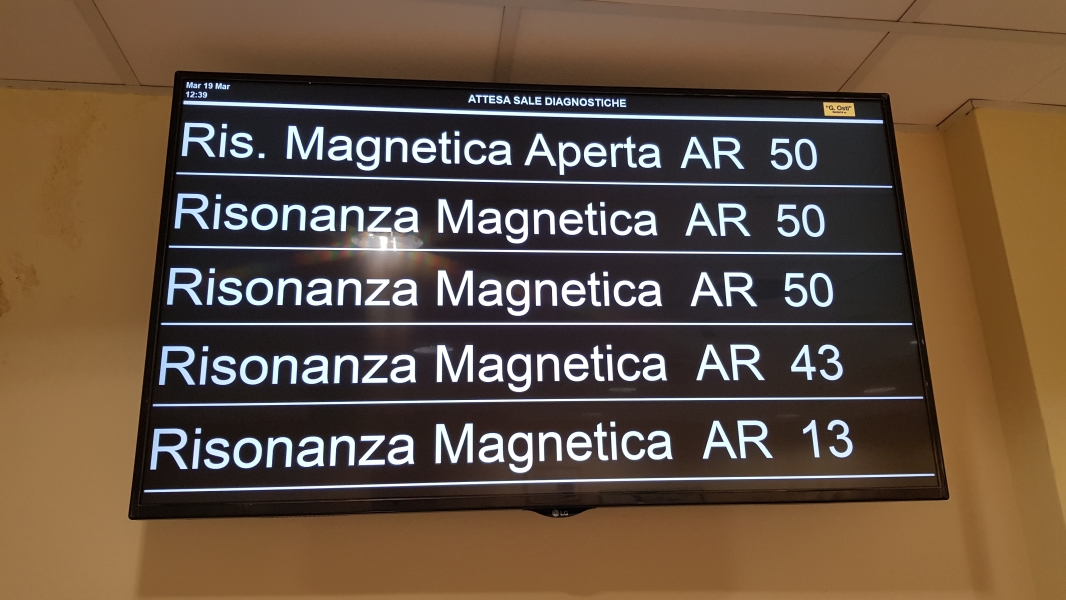 Mar 19 Mar
12:39
ATTESA SALE DIAGNOSTICHE
"G. Osti"
Ris. Magnetica Aperta AR 50
Risonanza Magnetica AR 50
Risonanza Magnetica AR 50
Risonanza Magnetica AR 43
Risonanza Magnetica AR 13
LG